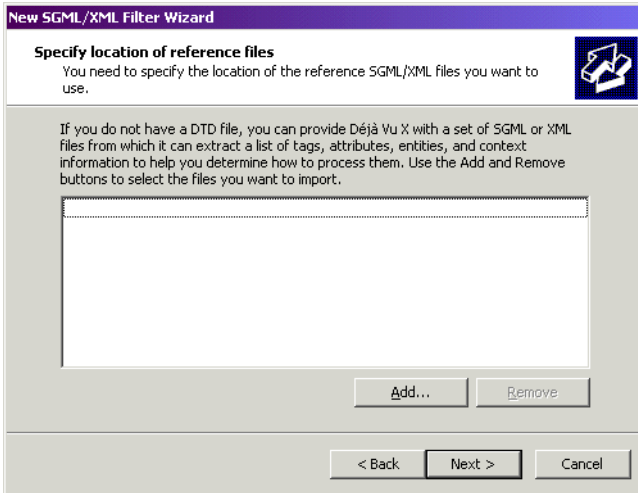 New SGML/XML Filter Wizard
Specify location of reference files
You need to specify the location of the reference SGML/XML files you want to
use.
If you do not have a DTD file, you can provide Déjà Vu X with a set of SGML or XML
files from which it can extract a list of tags, attributes, entities, and context
information to help you determine how to process them. Use the Add and Remove
buttons to select the files you want to import.
Add... Remove
< Back Next > Cancel